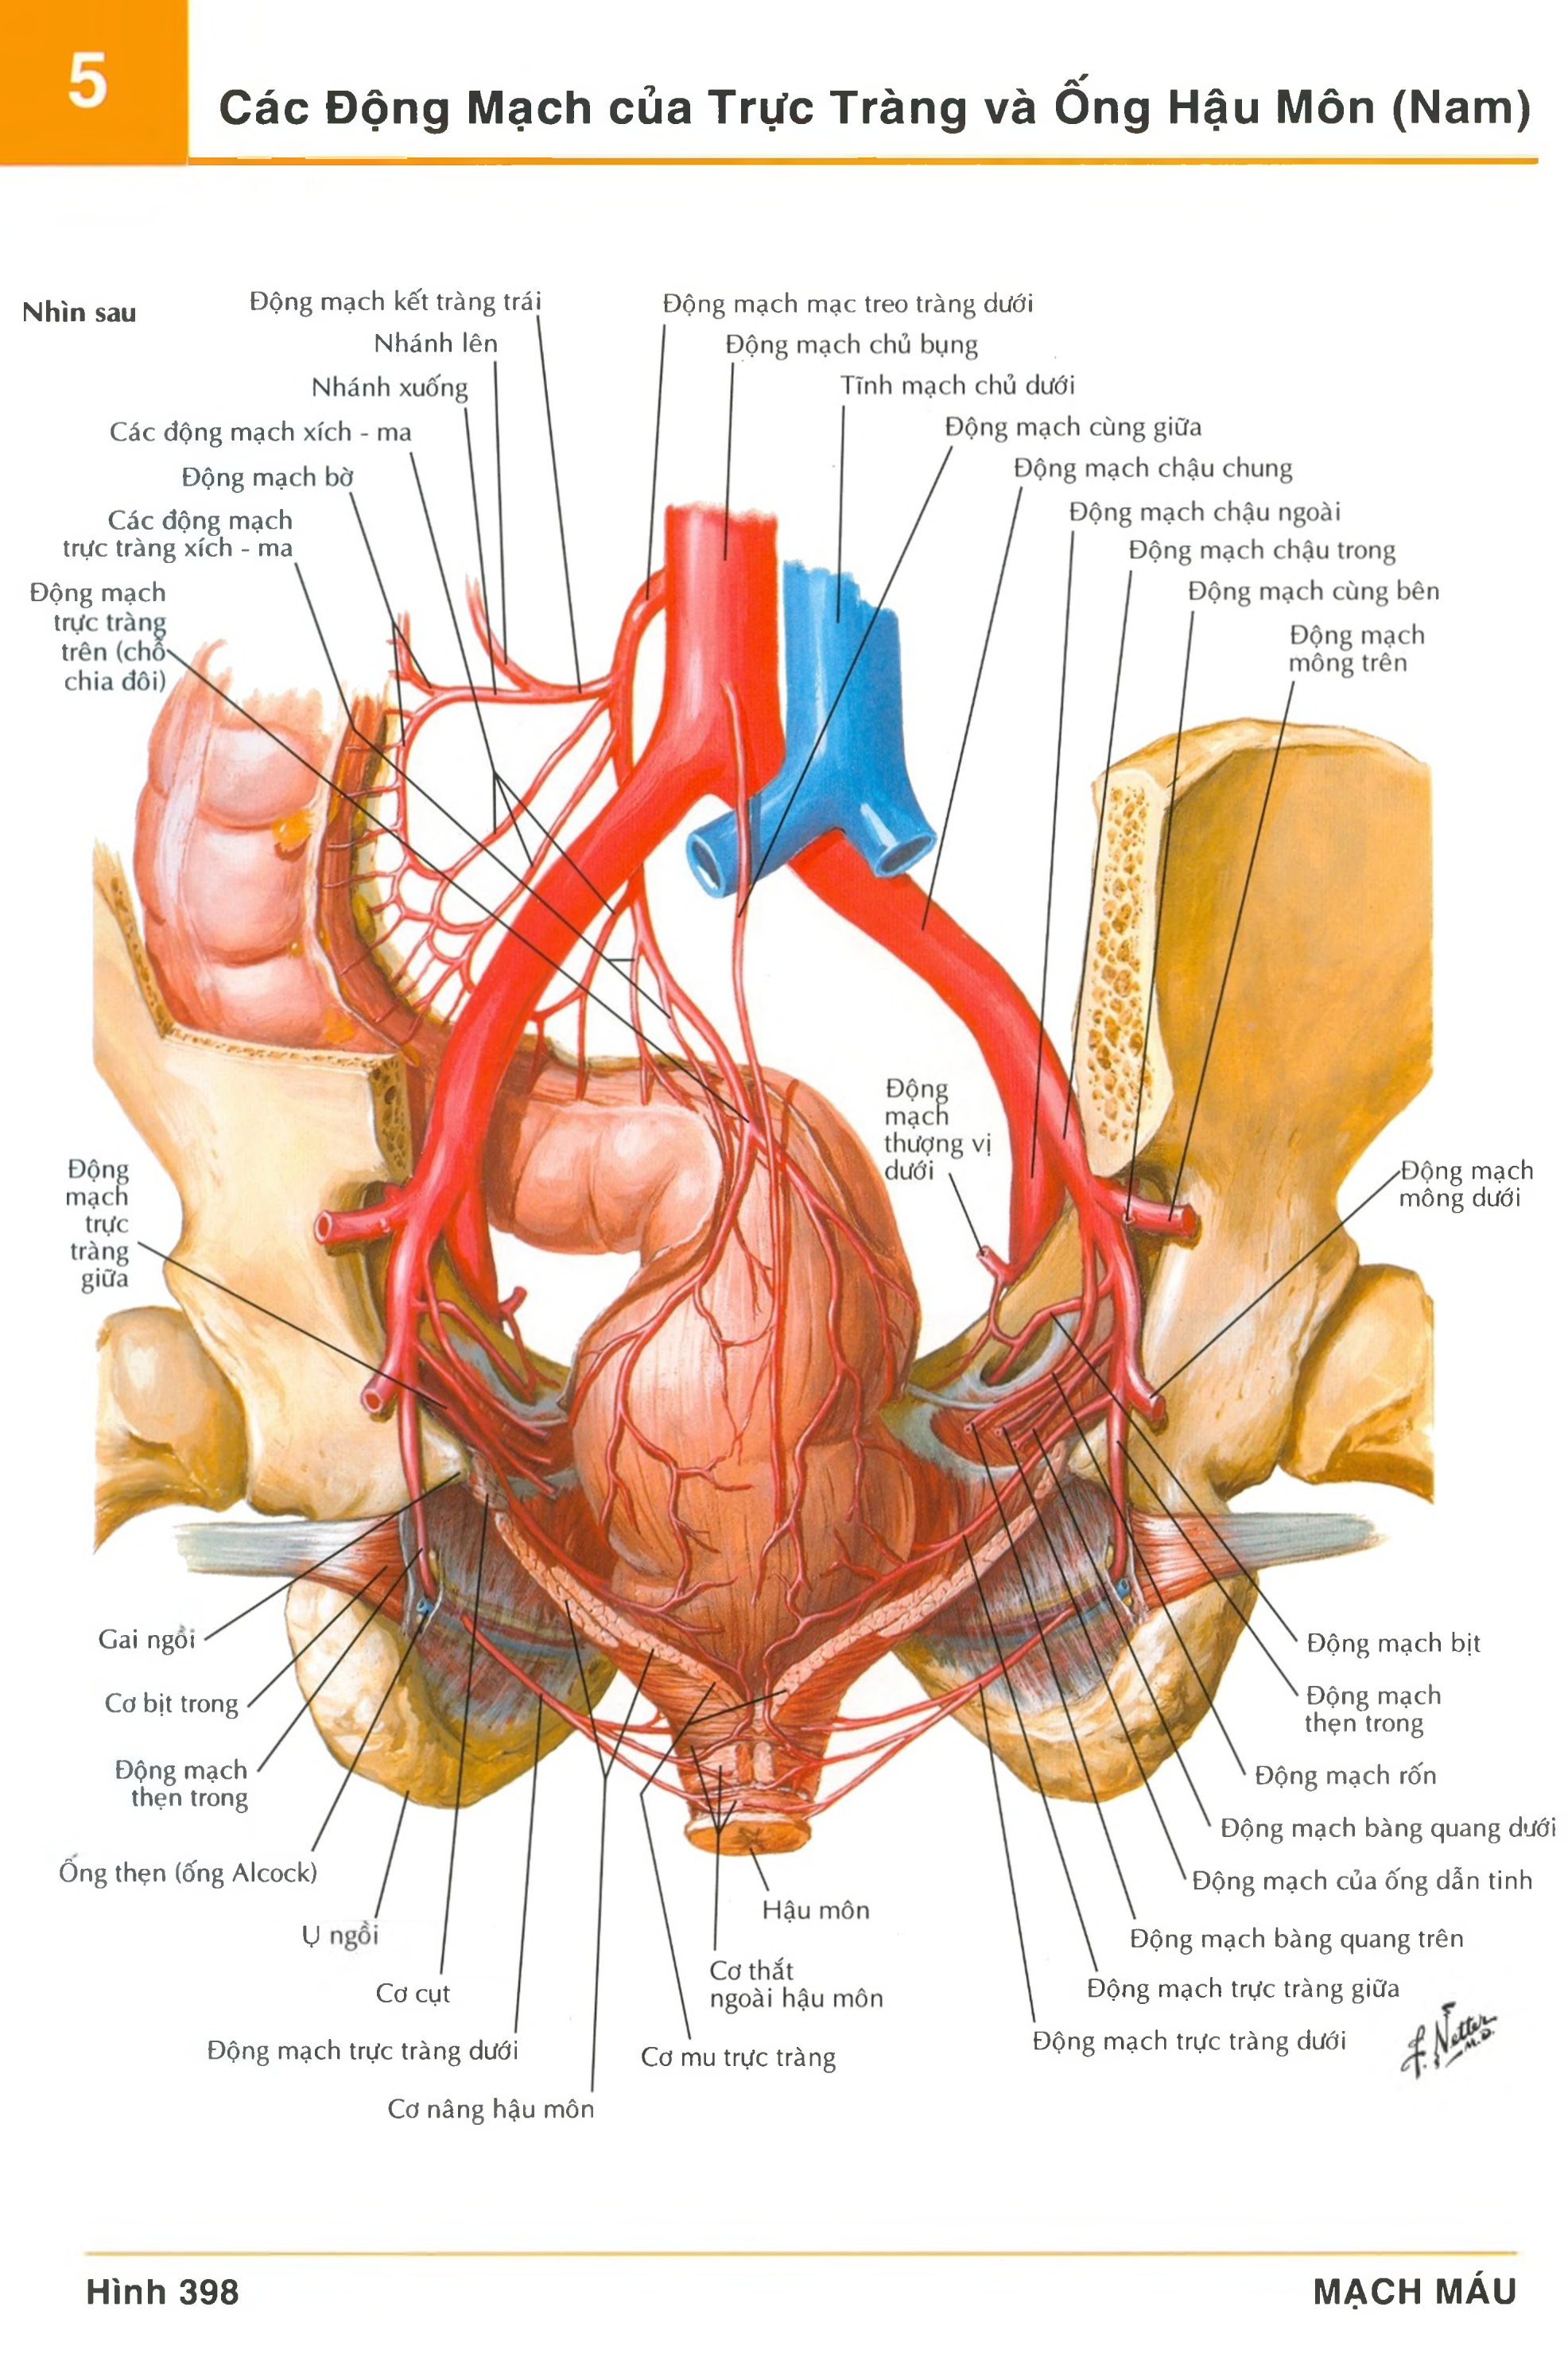 5
Các Động Mạch của Trực Tràng và Ống Hậu Môn (Nam)
Nhìn sau
Động mạch kết tràng trái
Nhánh lên
Nhánh xuống
Các động mạch xích - ma
Động mạch bờ
Các động mạch
trực tràng xích - ma
Động mạch
trực tràng
trên (chỗ
chia đôi)
Động mạch mạc treo tràng dưới
Động mạch chủ bụng
Tĩnh mạch chủ dưới
Động mạch cùng giữa
Động mạch chậu chung
Động mạch chậu ngoài
Động mạch chậu trong
Động mạch cùng bên
Động mạch
mông trên
Động
mạch
thượng vị
dưới
Động mạch
mông dưới
Động
mạch
trực
tràng
giữa
Gai ngồi
Cơ bịt trong
Động mạch
thẹn trong
Ống thẹn (ống Alcock)
Ụ ngồi
Cơ cụt
Động mạch trực tràng dưới
Cơ nâng hậu môn
Hậu môn
Cơ thắt
ngoài hậu môn
Cơ mu trực tràng
Động mạch bịt
Động mạch
thẹn trong
Động mạch rốn
Động mạch bàng quang dưới
Động mạch của ống dẫn tinh
Động mạch bàng quang trên
Động mạch trực tràng giữa
Động mạch trực tràng dưới
F. Netter
M.D.
Hình 398
MẠCH MÁU